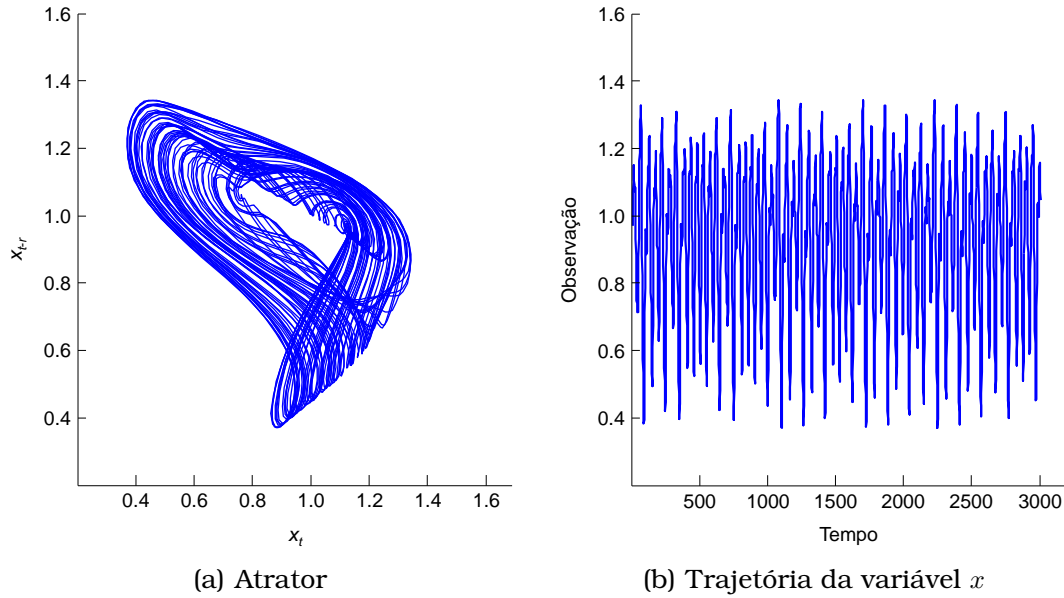 1.6
1.4
1.2
1.0
0.8
0.6
0.4
x_{t-r}
0.4 0.6 0.8 1.0 1.2 1.4 1.6
x_t
(a) Atrator
1.6
1.4
1.2
1.0
0.8
0.6
0.4
Observação
500 1000 1500 2000 2500 3000
Tempo
(b) Trajetória da variável x